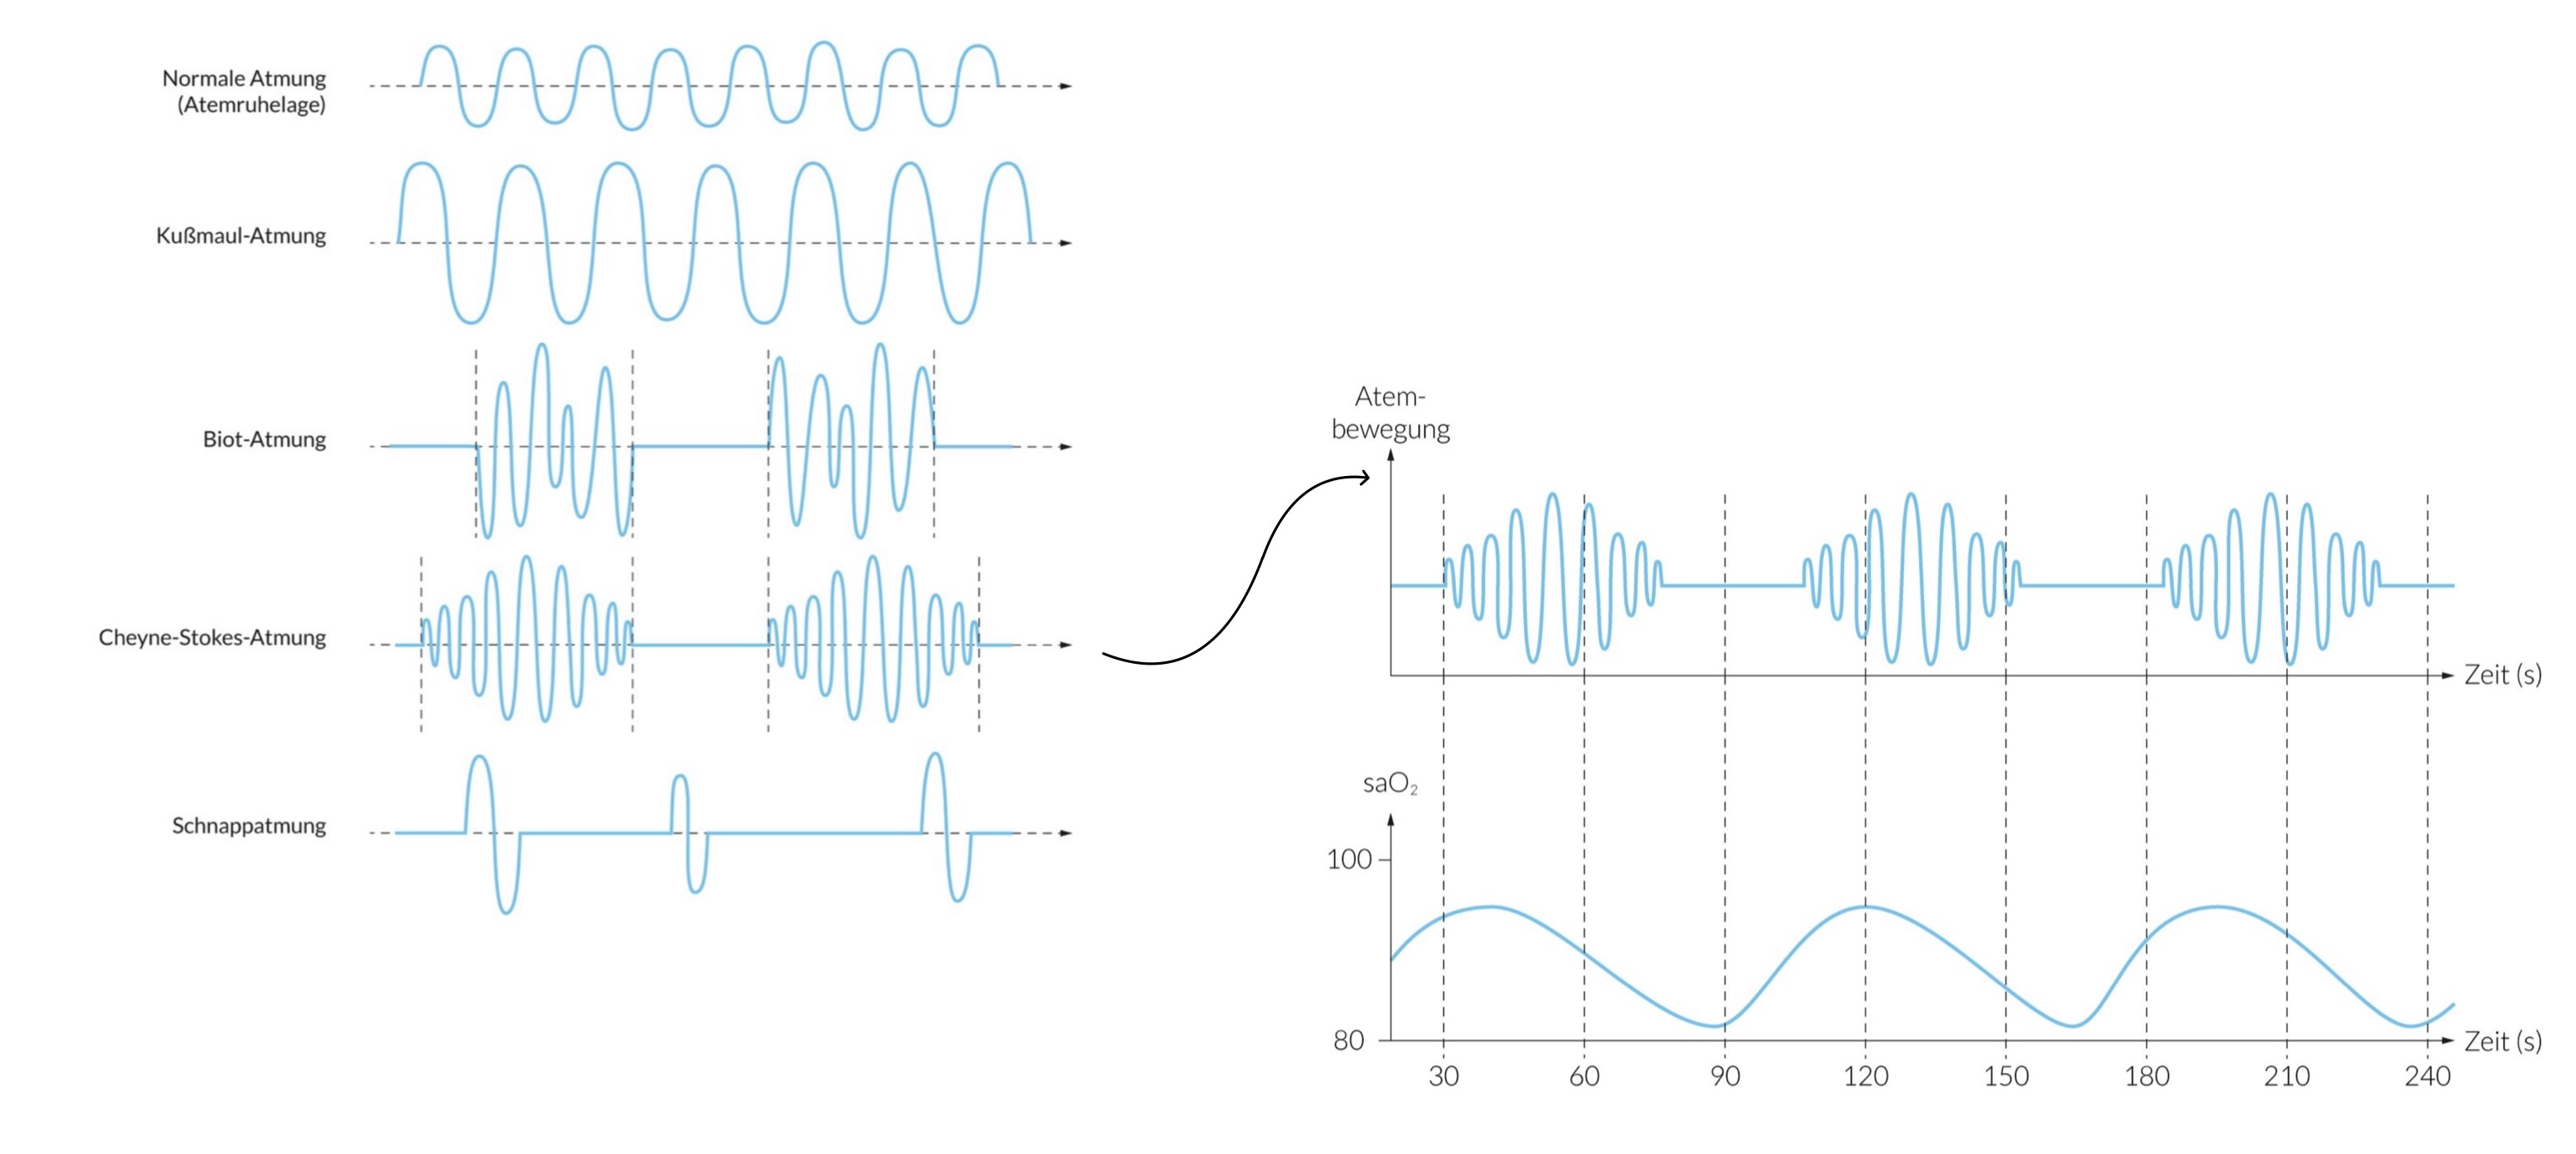 Normale Atmung
(Atemruhelage)
Kußmaul-Atmung
Biot-Atmung
Cheyne-Stokes-Atmung
Schnappatmung
Atem-
bewegung
Zeit (s)
saO₂
100
80
Zeit (s)
30 60 90 120 150 180 210 240